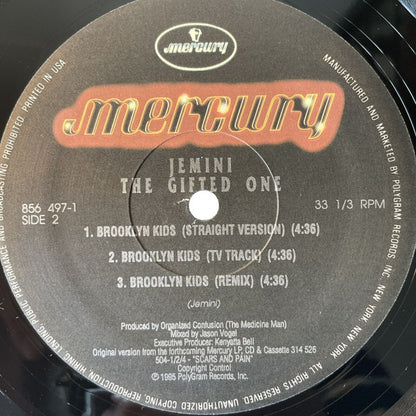 mercury
mercury
JEMINI
THE GIFTED ONE
856 497-1
SIDE 2
33 1/3 RPM
1. BROOKLYN KIDS (STRAIGHT VERSION) (4:36)
2. BROOKLYN KIDS (TV TRACK) (4:36)
3. BROOKLYN KIDS (REMIX) (4:36)
(Jemini)
Produced by Organized Contusion (The Medicine Man)
Mixed by Jason Vogel
Executive Producer: Kenyatta Bell
Original version from the forthcoming Mercury LP, CD & Cassette 314 526
504-1/2/4 - "SCARS AND PAIN"
Copyright Control
℗ 1995 PolyGram Records, Inc.
MANUFACTURED AND MARKETED BY POLYGRAM RECORDS INC. NEW YORK, NEW YORK
ALL RIGHTS RESERVED. UNAUTHORIZED COPYING, REPRODUCTION, HIRING, LENDING, PUBLIC PERFORMANCE AND BROADCASTING PROHIBITED. PRINTED IN USA